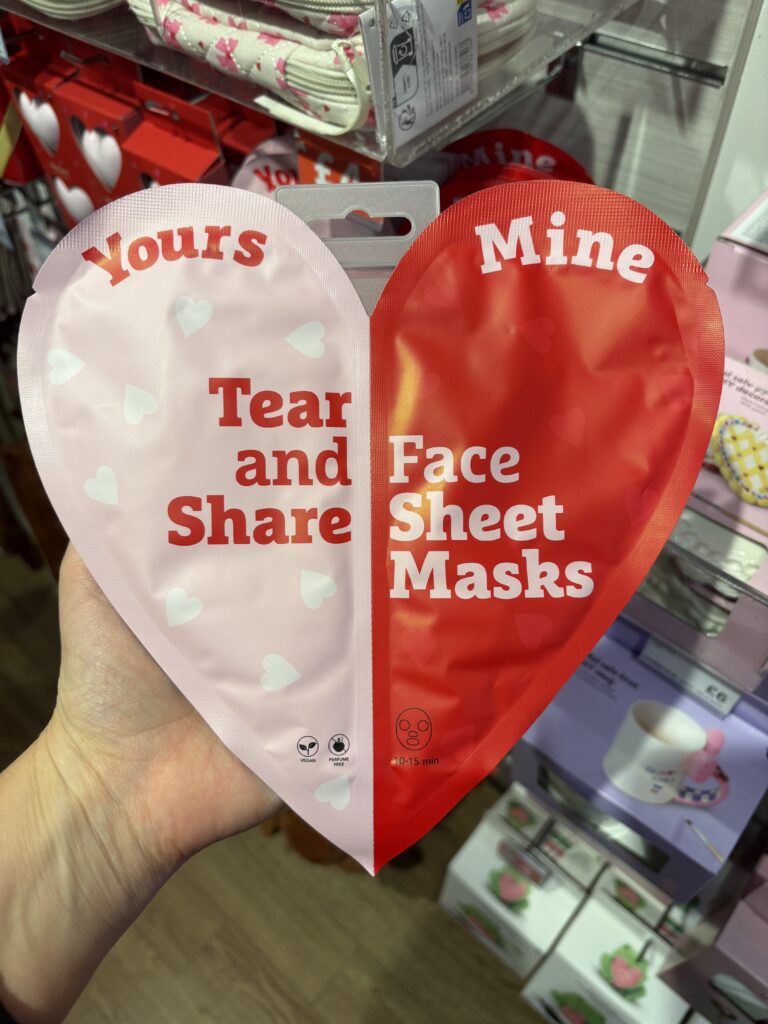 Yours
Mine
Tear
and
Share
Face
Sheet
Masks
VEGAN
PERFUME
FREE
10-15 min
Mine
£6